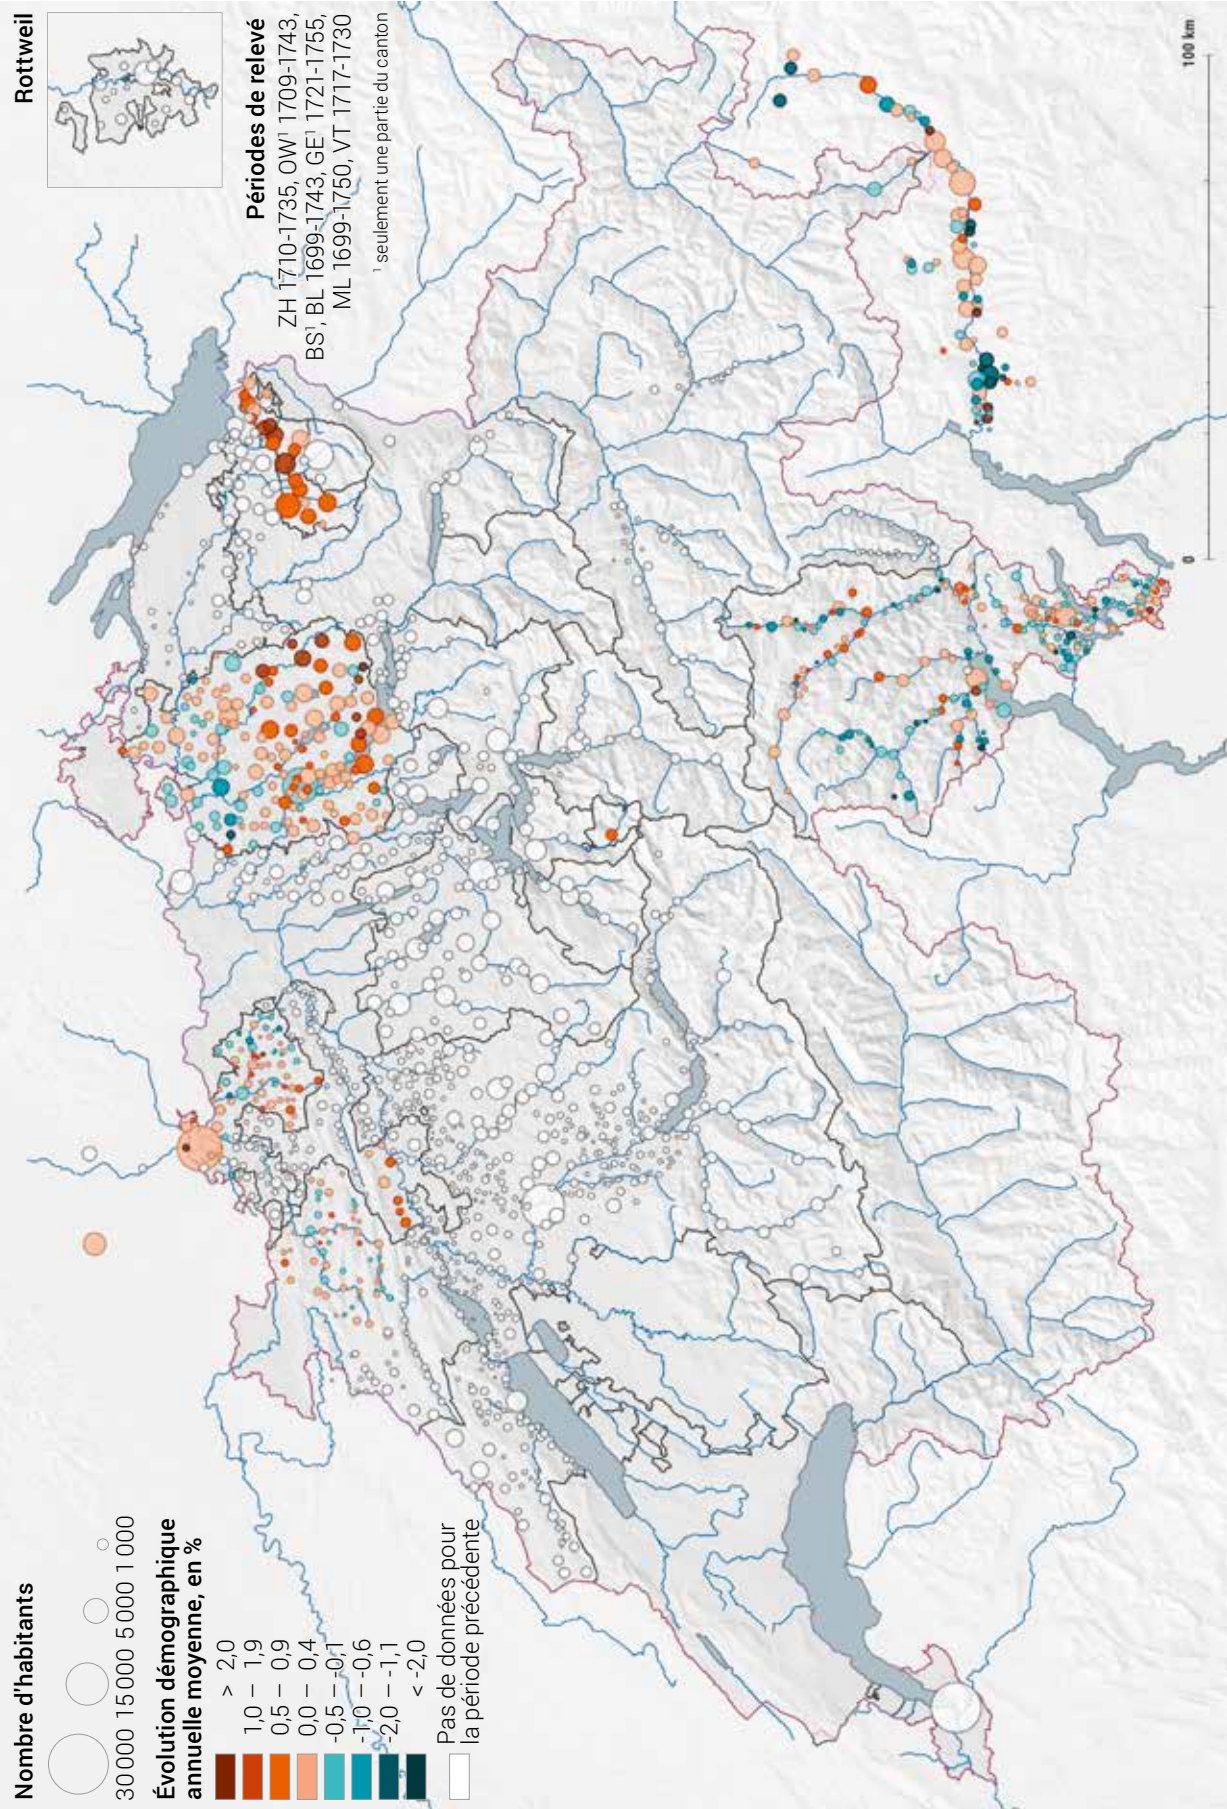 Nombre d'habitants
30 000 15 000 5 000 1 000
Évolution démographique
annuelle moyenne, en %
> 2,0
1,0 – 1,9
0,5 – 0,9
0,0 – 0,4
-0,5 – -0,1
-1,0 – -0,6
-2,0 – -1,1
< -2,0
Pas de données pour
la période précédente
Rottweil
Périodes de relevé
ZH 1710-1735, OW¹ 1709-1743,
BS¹, BL 1699-1743, GE¹ 1721-1755,
ML 1699-1750, VT 1717-1730
¹ seulement une partie du canton
0 100 km